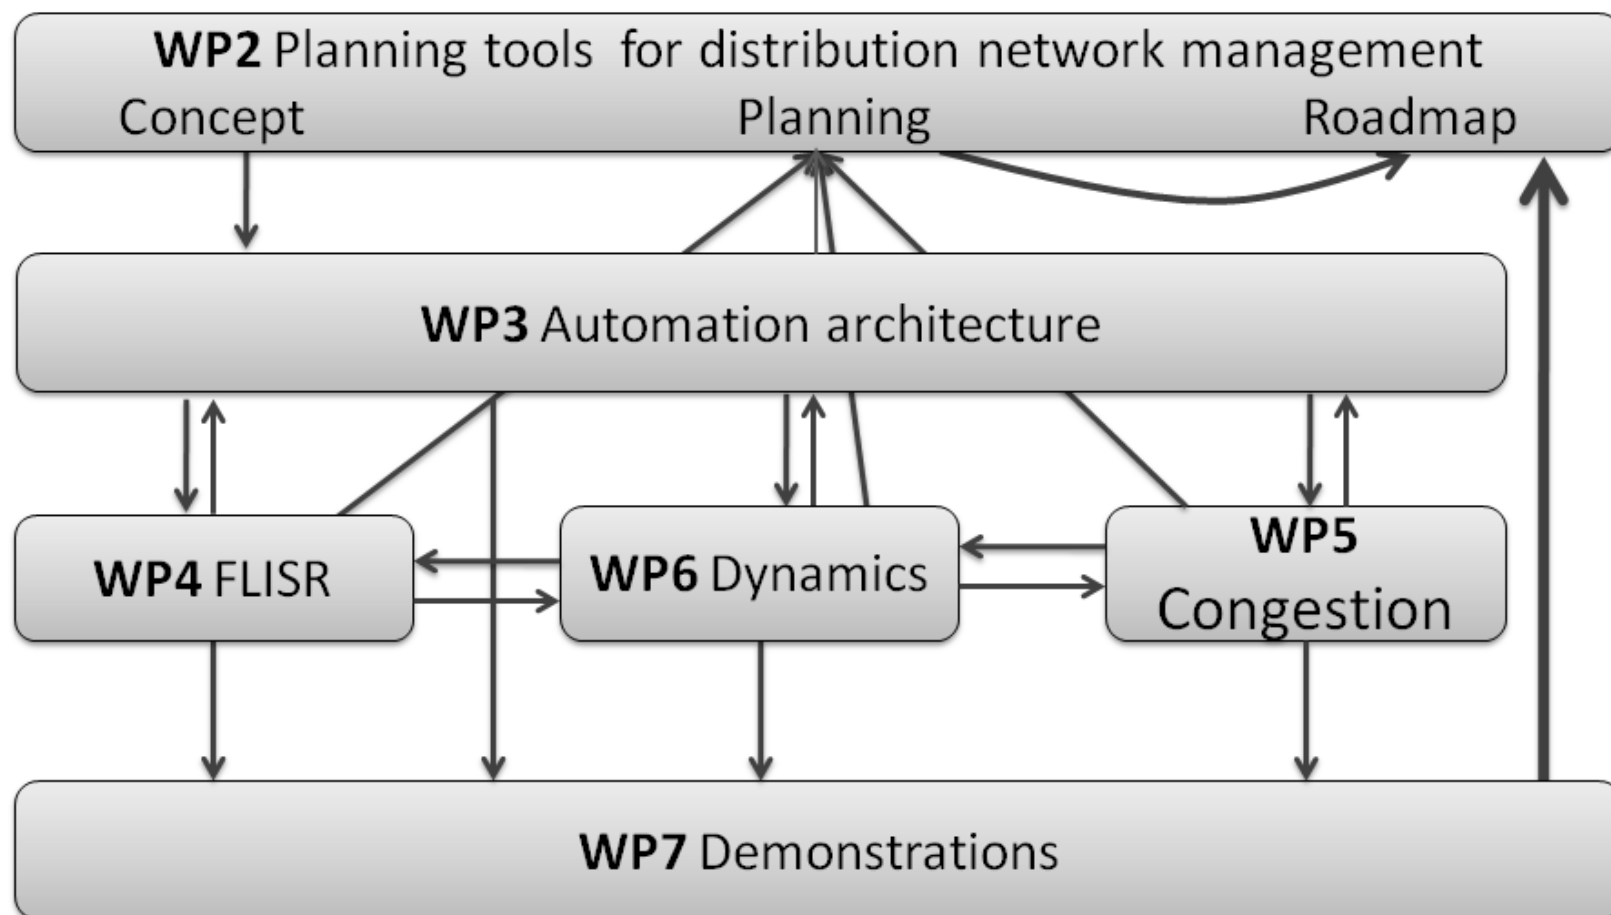 WP2 Planning tools for distribution network management
Concept Planning Roadmap
WP3 Automation architecture
WP4 FLISR
WP6 Dynamics
WP5
Congestion
WP7 Demonstrations